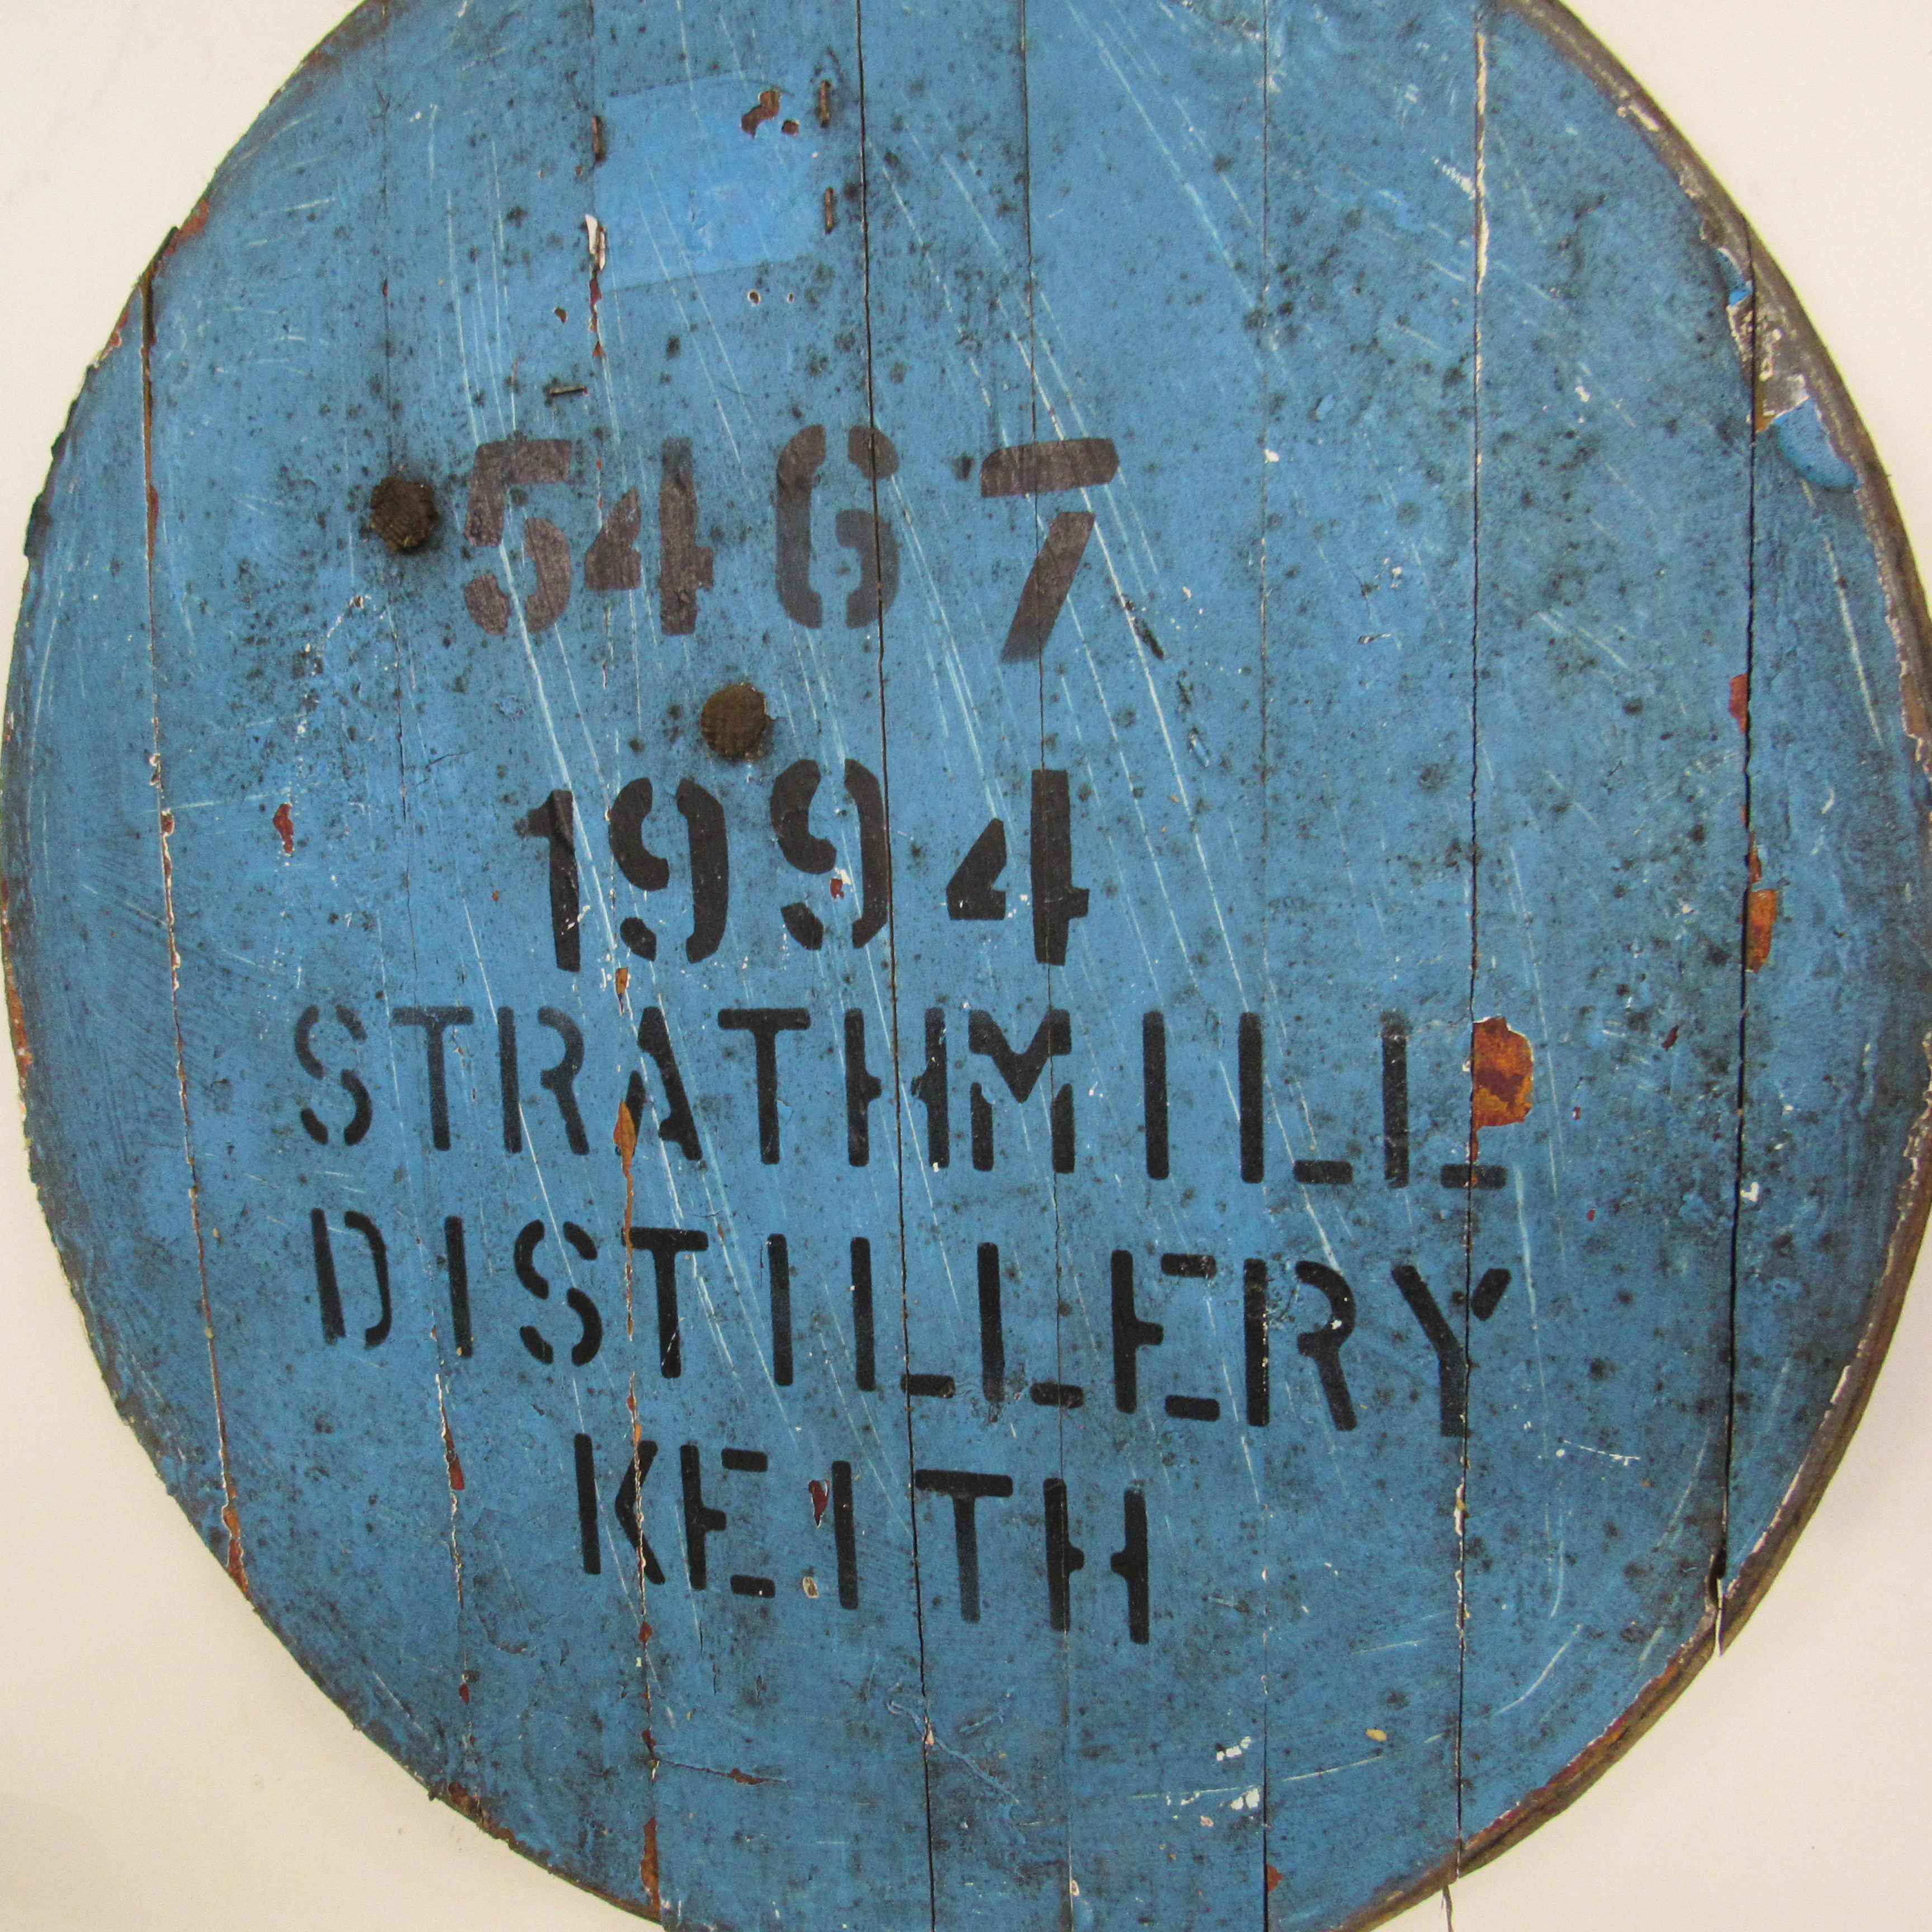 5467
1994
STRATHMILL
DISTILLERY
KEITH